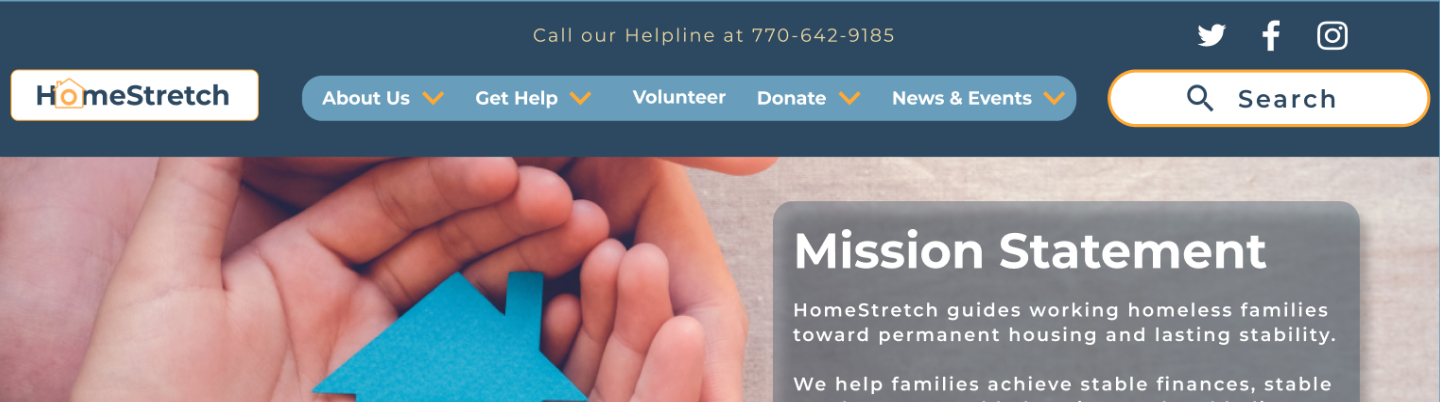 Call our Helpline at 770-642-9185
HomeStretch
About Us
Get Help
Volunteer
Donate
News & Events
Search
Mission Statement
HomeStretch guides working homeless families
toward permanent housing and lasting stability.
We help families achieve stable finances, stable